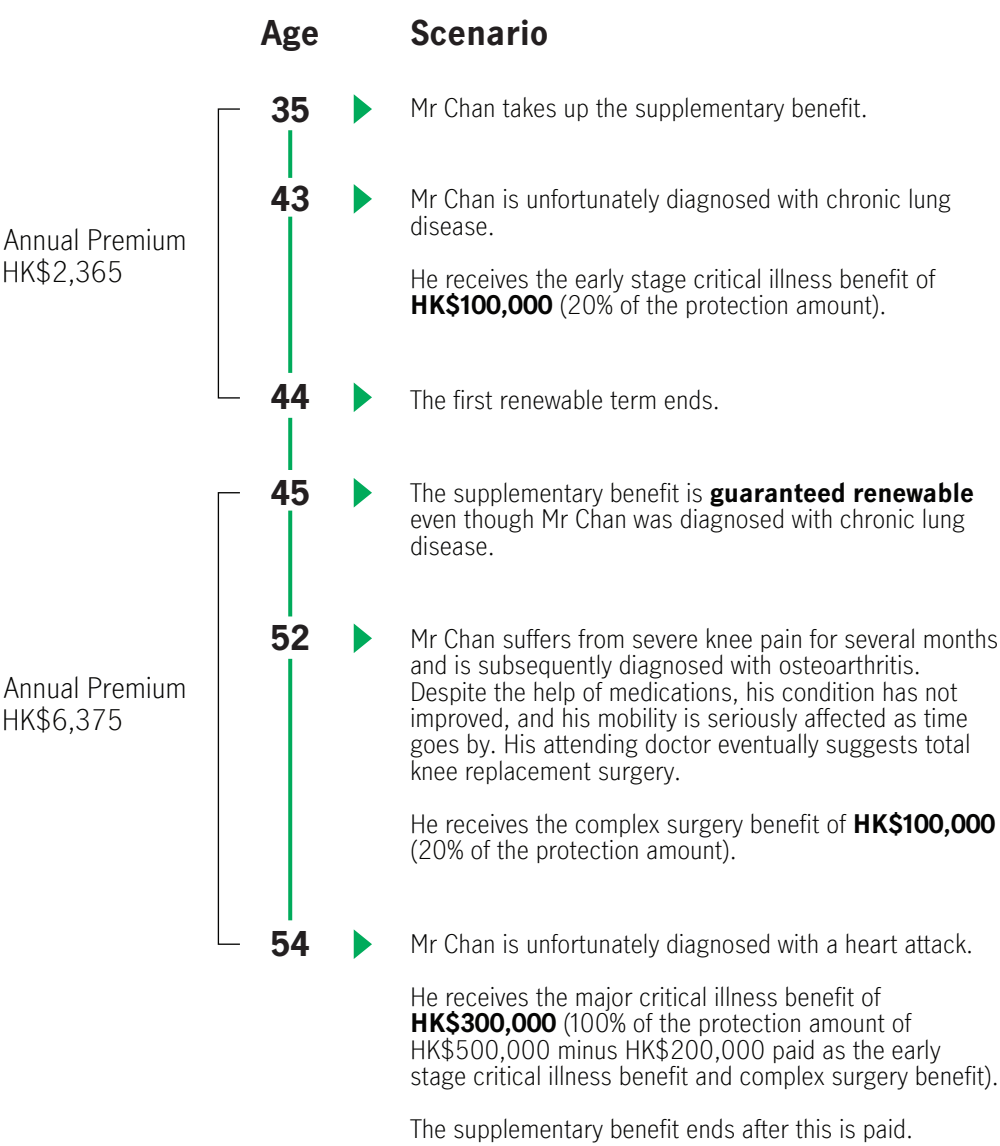 Age
Scenario
Annual Premium
HK$2,365
35
Mr Chan takes up the supplementary benefit.
43
Mr Chan is unfortunately diagnosed with chronic lung
disease.
He receives the early stage critical illness benefit of
HK$100,000 (20% of the protection amount).
44
The first renewable term ends.
Annual Premium
HK$6,375
45
The supplementary benefit is guaranteed renewable
even though Mr Chan was diagnosed with chronic lung
disease.
52
Mr Chan suffers from severe knee pain for several months
and is subsequently diagnosed with osteoarthritis.
Despite the help of medications, his condition has not
improved, and his mobility is seriously affected as time
goes by. His attending doctor eventually suggests total
knee replacement surgery.
He receives the complex surgery benefit of HK$100,000
(20% of the protection amount).
54
Mr Chan is unfortunately diagnosed with a heart attack.
He receives the major critical illness benefit of
HK$300,000 (100% of the protection amount of
HK$500,000 minus HK$200,000 paid as the early
stage critical illness benefit and complex surgery benefit).
The supplementary benefit ends after this is paid.